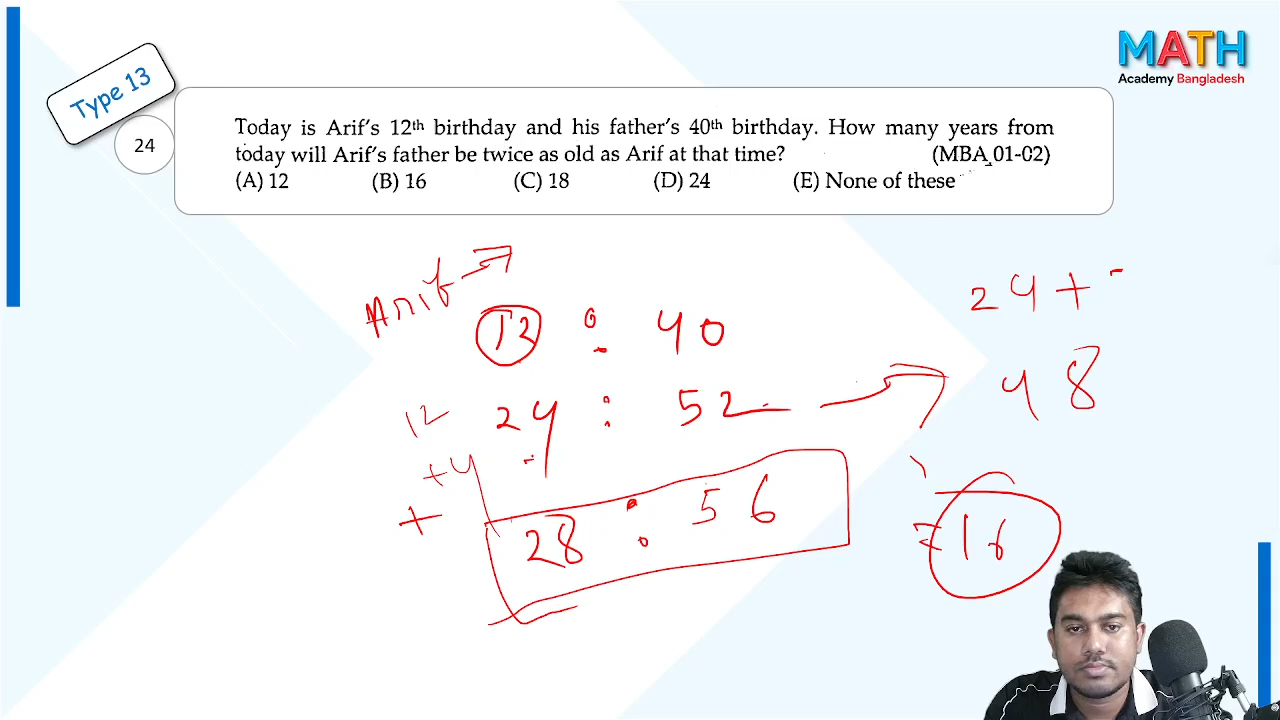 MATH
Academy Bangladesh
Type 13
24
Today is Arif's 12th birthday and his father's 40th birthday. How many years from
today will Arif's father be twice as old as Arif at that time? (MBA 01-02)
(A) 12 (B) 16 (C) 18 (D) 24 (E) None of these
Arif
12 : 40
24 +
12 24 : 52
48
+4
+
28 : 56
= 16